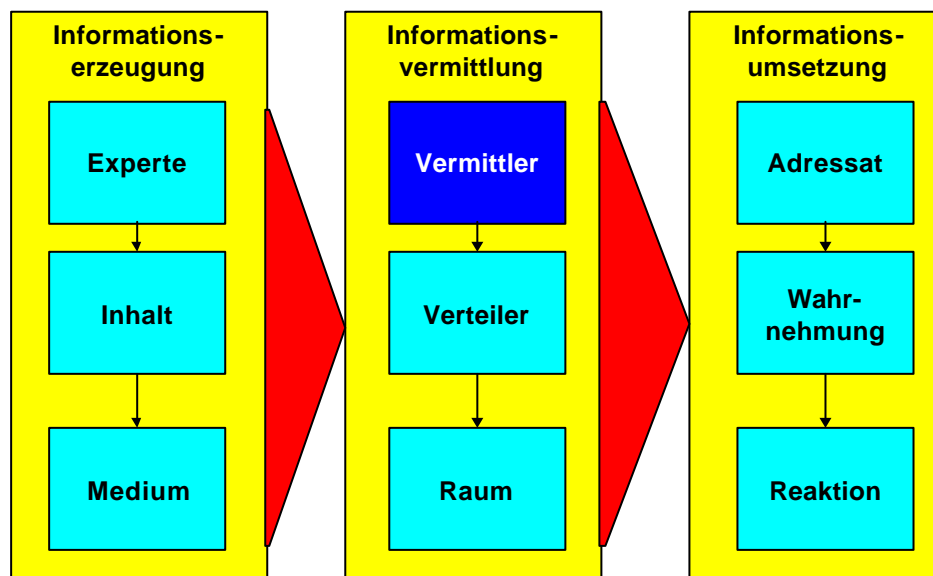 Informations-
erzeugung
Experte
Inhalt
Medium
Informations-
vermittlung
Vermittler
Verteiler
Raum
Informations-
umsetzung
Adressat
Wahr-
nehmung
Reaktion